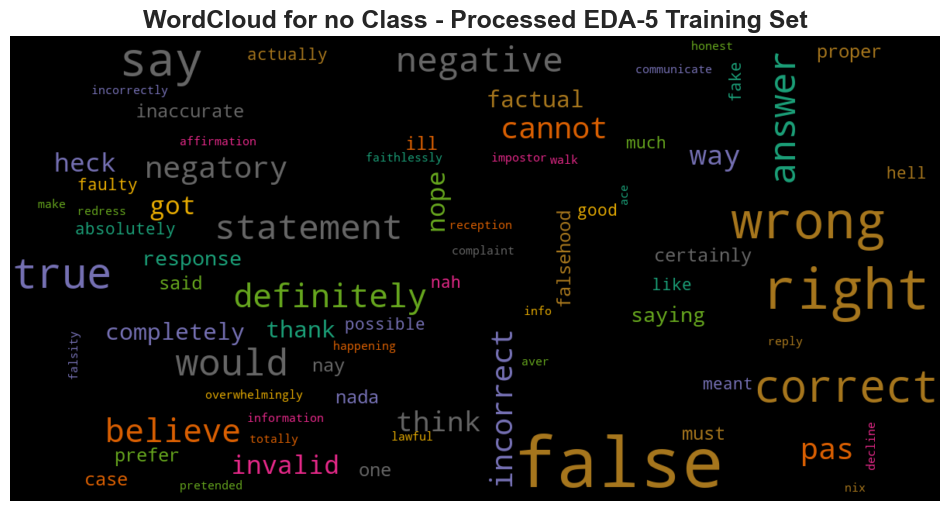 WordCloud for no Class - Processed EDA-5 Training Set
say
actually
negative
honest
proper
communicate
incorrectly
fake
answer
inaccurate
factual
cannot
affirmation
ill
much
way
heck
negatory
faithlessly
impostor
walk
hell
faulty
nope
ace
make
redress
got
good
absolutely
statement
reception
falsehood
wrong
complaint
certainly
response
true
said
nah
like
right
definitely
info
saying
completely
thank
possible
happening
reply
falsity
would
nay
incorrect
aver
meant
correct
overwhelmingly
nada
believe
information
think
totally
lawful
false
must
pas
decline
prefer
invalid
one
case
pretended
nix